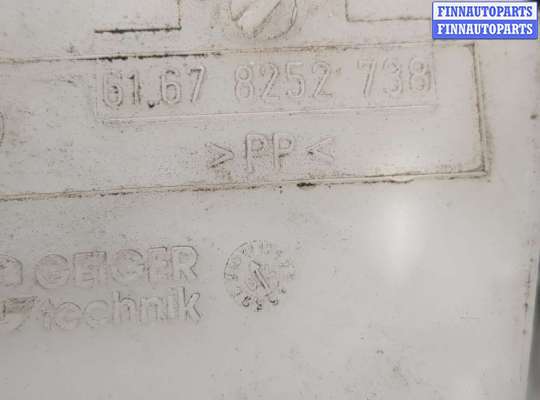 FINNAUTOPARTS
FINNAUTOPARTS
61.67 8252 738
>PP<
GEIGER
technik